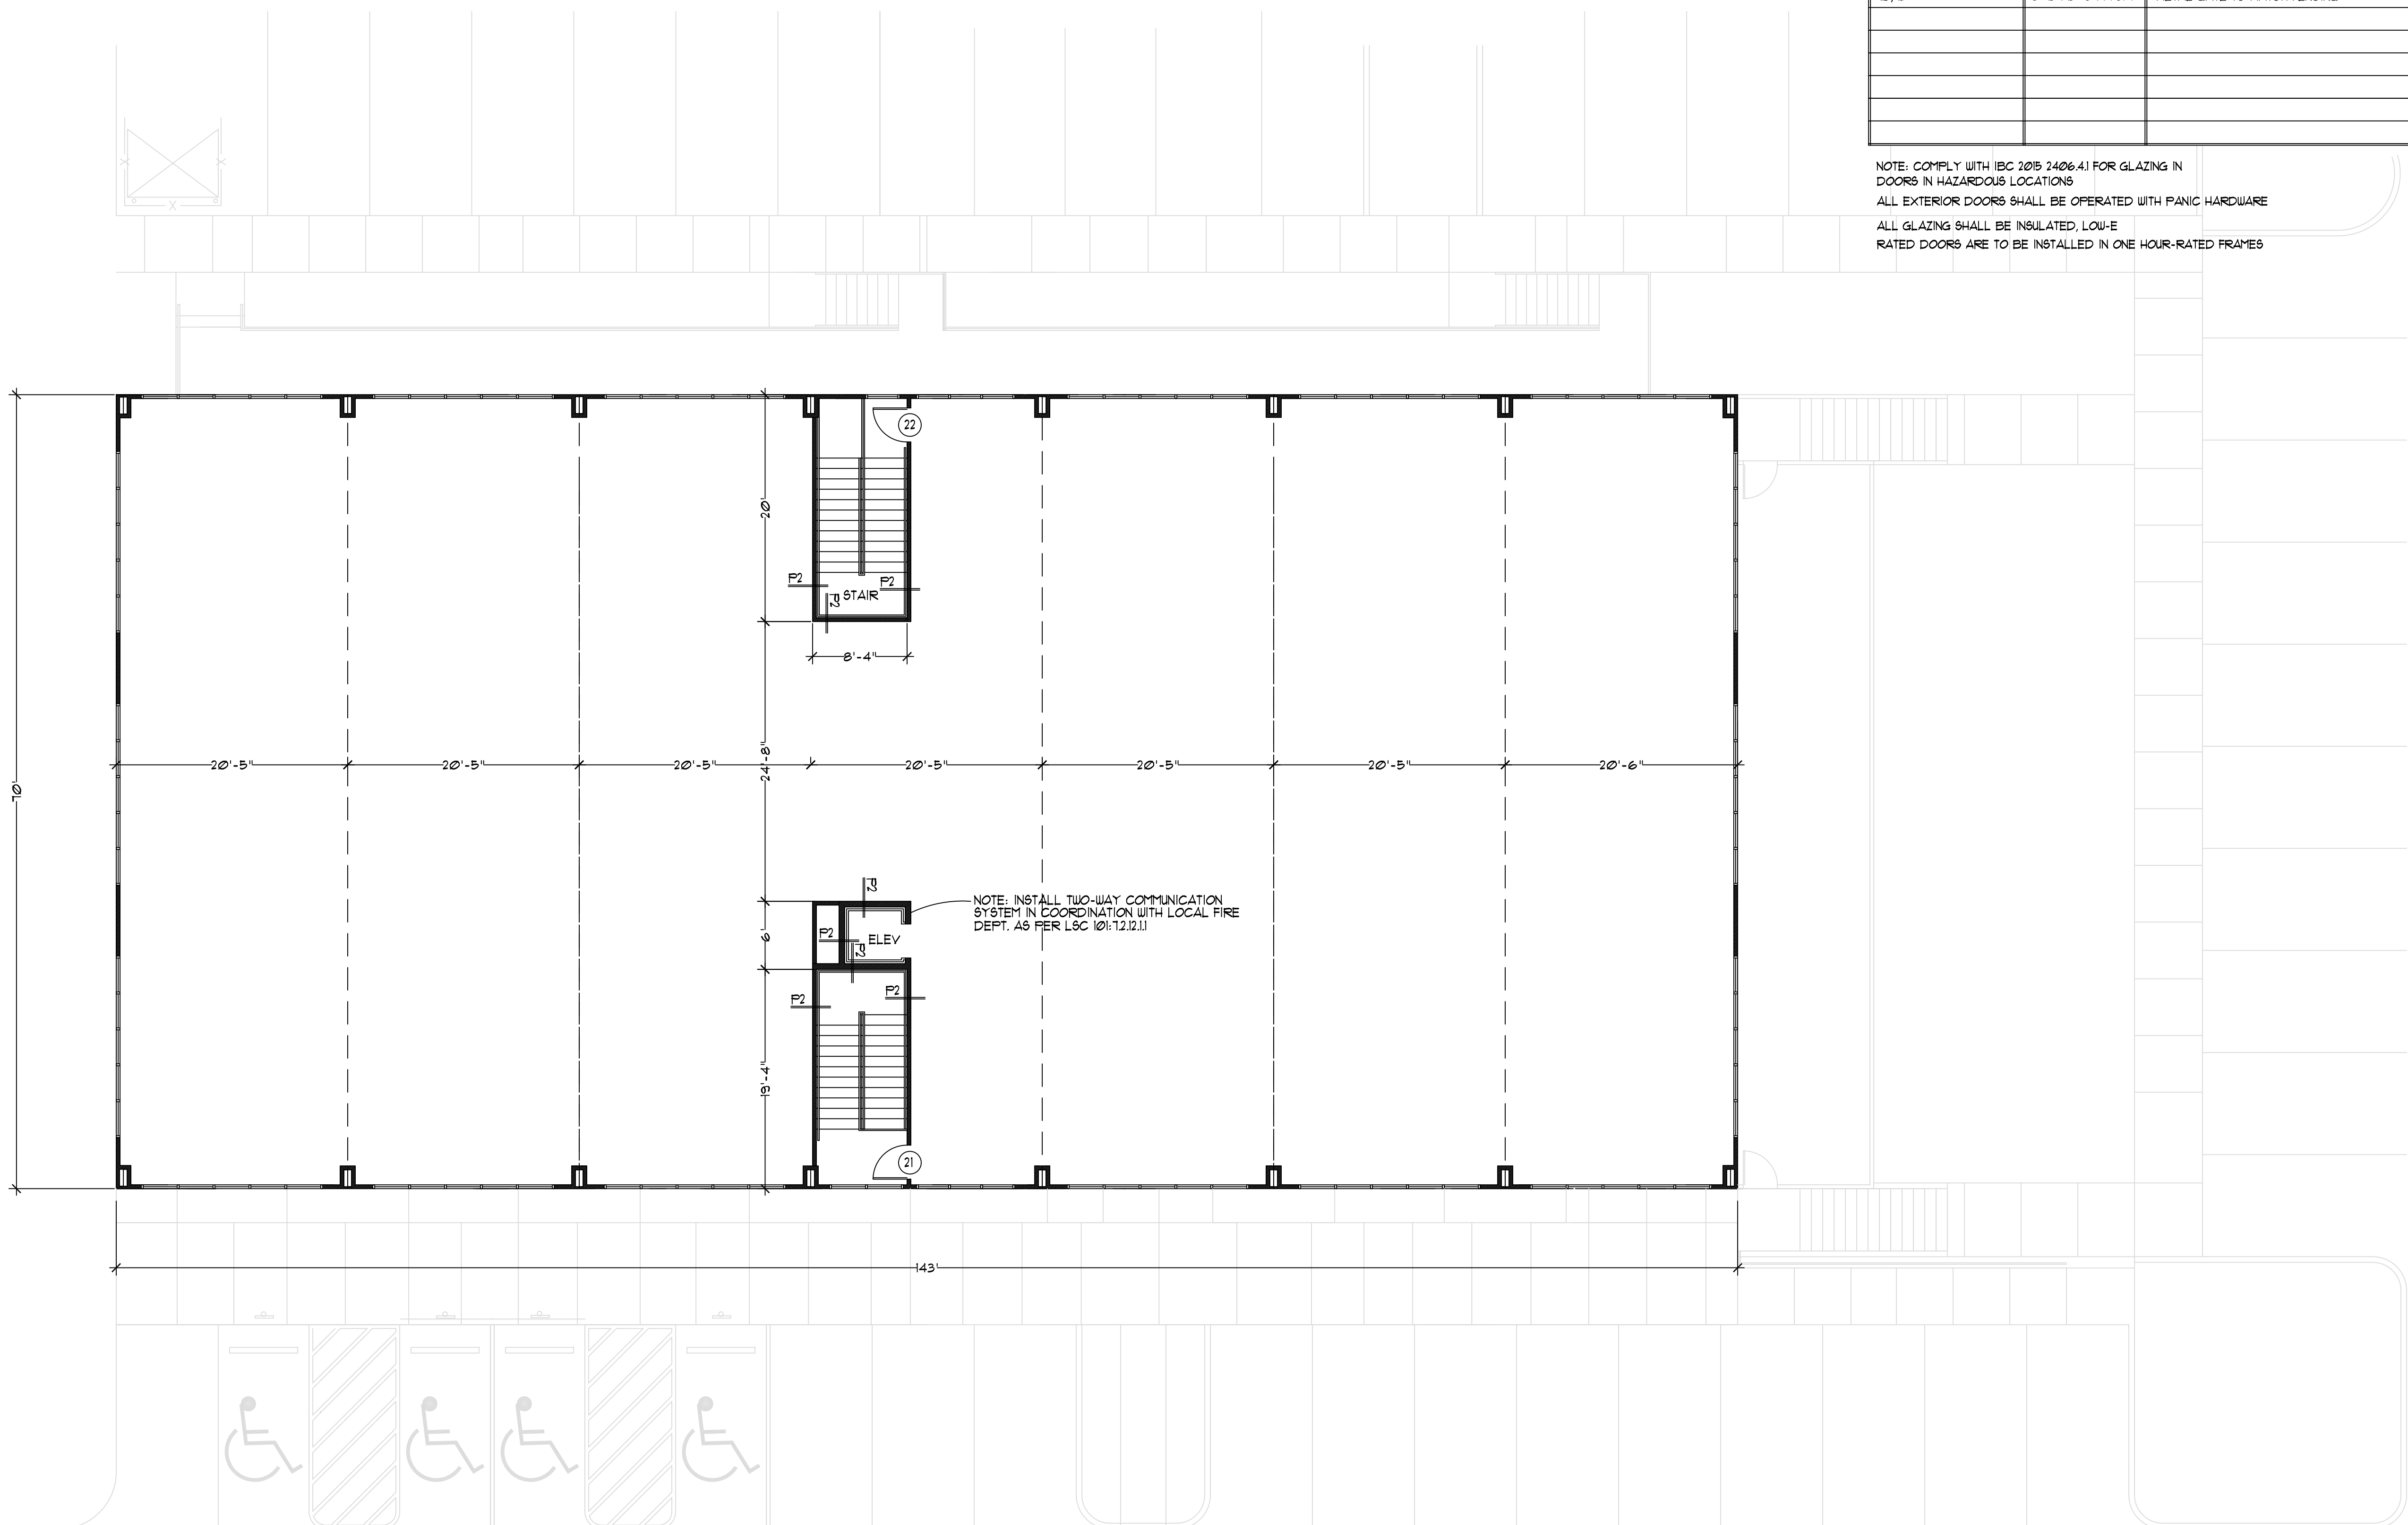 NOTE: COMPLY WITH IBC 2015 2406.4.1 FOR GLAZING IN
DOORS IN HAZARDOUS LOCATIONS
ALL EXTERIOR DOORS SHALL BE OPERATED WITH PANIC HARDWARE
ALL GLAZING SHALL BE INSULATED, LOW-E
RATED DOORS ARE TO BE INSTALLED IN ONE HOUR-RATED FRAMES
22
20'
P2
P2
STAIR
P2
8'-4"
24'-8"
20'-5"
20'-5"
20'-5"
20'-5"
20'-5"
20'-5"
20'-6"
70'
P2
NOTE: INSTALL TWO-WAY COMMUNICATION
SYSTEM IN COORDINATION WITH LOCAL FIRE
DEPT. AS PER LSC 101:7.2.12.1.1
6'
P2
ELEV
P2
P2
P2
19'-4"
21
143'